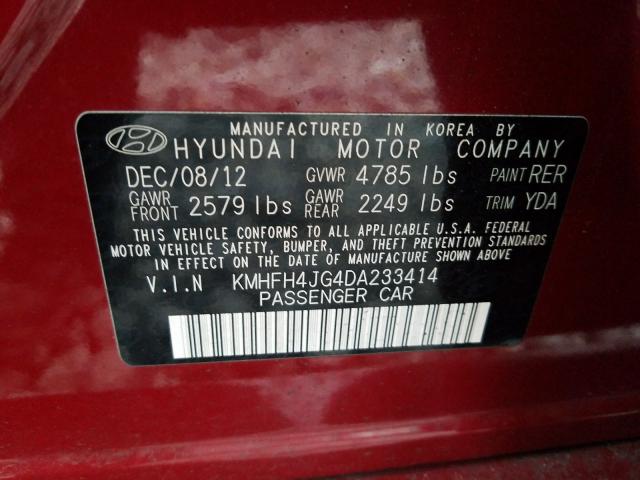 MANUFACTURED IN KOREA BY
HYUNDAI MOTOR COMPANY
DEC/08/12 GVWR 4785 lbs PAINT RER
GAWR FRONT 2579 lbs GAWR REAR 2249 lbs TRIM YDA
THIS VEHICLE CONFORMS TO ALL APPLICABLE U.S.A. FEDERAL
MOTOR VEHICLE SAFETY, BUMPER, AND THEFT PREVENTION STANDARDS
IN EFFECT ON THE DATE OF MANUFACTURE SHOWN ABOVE
V.I.N KMHFH4JG4DA233414
PASSENGER CAR